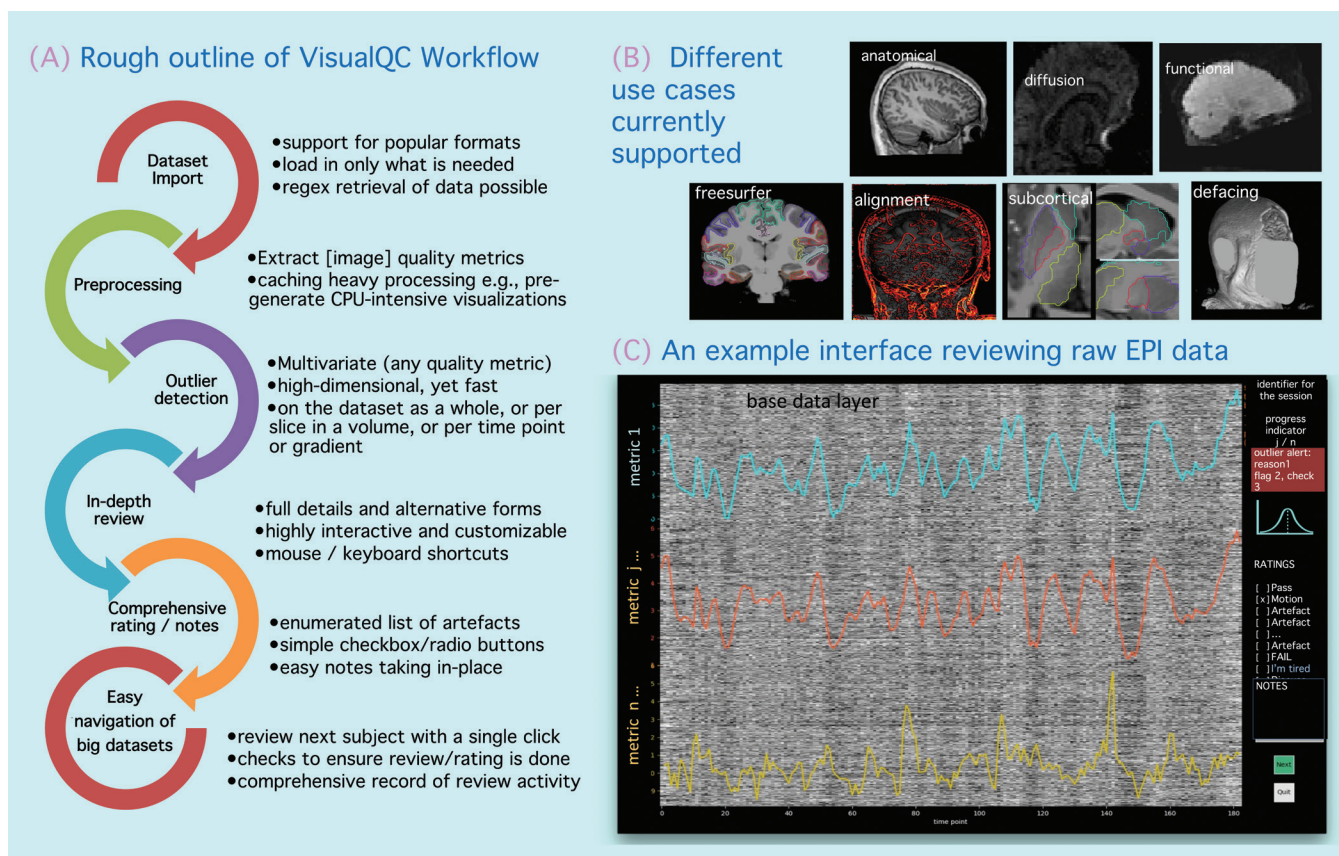 (A) Rough outline of VisualQC Workflow
Dataset
Import
•support for popular formats
•load in only what is needed
•regex retrieval of data possible
Preprocessing
•Extract [image] quality metrics
•caching heavy processing e.g., pre-
generate CPU-intensive visualizations
Outlier
detection
•Multivariate (any quality metric)
•high-dimensional, yet fast
•on the dataset as a whole, or per
slice in a volume, or per time point
or gradient
In-depth
review
•full details and alternative forms
•highly interactive and customizable
•mouse / keyboard shortcuts
Comprehensive
rating / notes
•enumerated list of artefacts
•simple checkbox/radio buttons
•easy notes taking in-place
Easy
navigation of
big datasets
•review next subject with a single click
•checks to ensure review/rating is done
•comprehensive record of review activity
(B) Different
use cases
currently
supported
anatomical
diffusion
functional
freesurfer
alignment
subcortical
defacing
(C) An example interface reviewing raw EPI data
base data layer
metric 1
metric j ...
metric n ...
0 20 40 60 80 100 120 140 160 180
time point
identifier for
the session
progress
indicator
j / n
outlier alert:
reason1
flag 2, check
3
RATINGS
[ ]Pass
[x]Motion
[ ]Artefact
[ ]Artefact
[ ]...
[ ]Artefact
[ ]FAIL
[ ]I'm tired
NOTES
Next
Quit